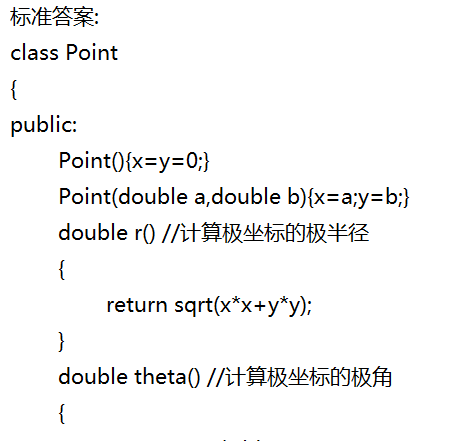 标准答案:
class Point
{
public:
Point(){x=y=0;}
Point(double a,double b){x=a;y=b;}
double r() //计算极坐标的极半径
{
return sqrt(x*x+y*y);
}
double theta() //计算极坐标的极角
{